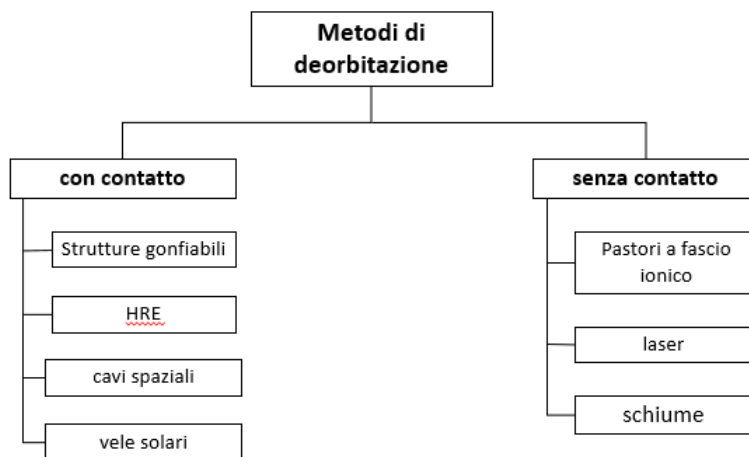 Metodi di
deorbitazione
con contatto
Strutture gonfiabili
HRE
cavi spaziali
vele solari
senza contatto
Pastori a fascio
ionico
laser
schiume